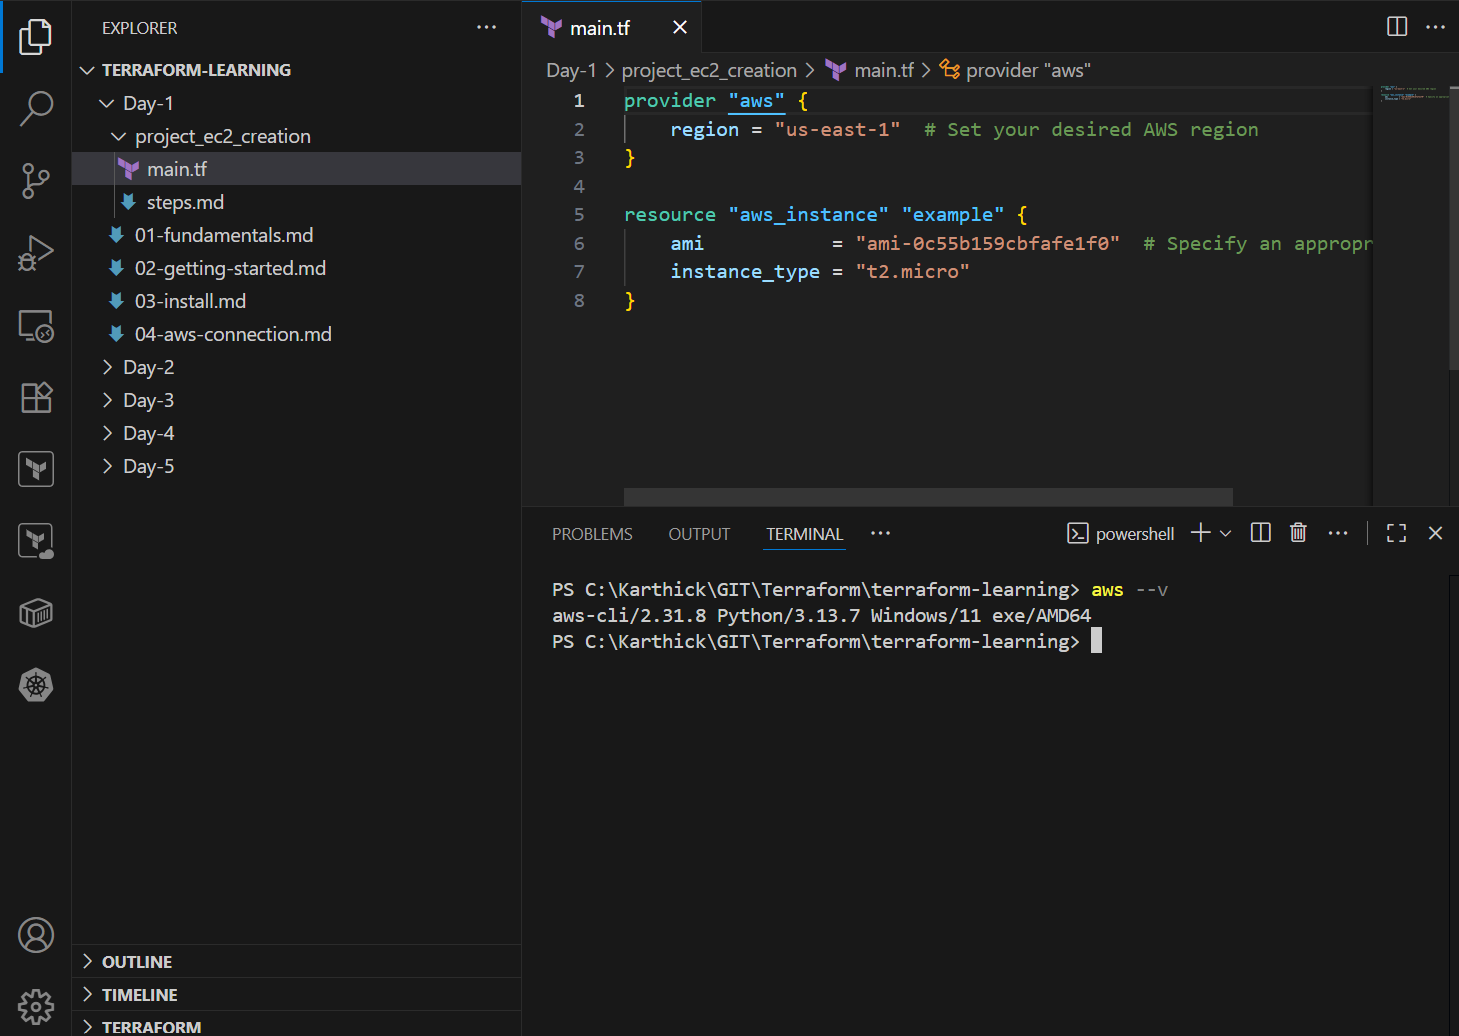 EXPLORER
TERRAFORM-LEARNING
Day-1
project_ec2_creation
main.tf
steps.md
01-fundamentals.md
02-getting-started.md
03-install.md
04-aws-connection.md
Day-2
Day-3
Day-4
Day-5
OUTLINE
TIMELINE
TERRAFORM
main.tf
Day-1 > project_ec2_creation > main.tf > provider "aws"
1 provider "aws" {
2 region = "us-east-1"  # Set your desired AWS region
3 }
4
5 resource "aws_instance" "example" {
6 ami           = "ami-0c55b159cbfafe1f0"  # Specify an appropr
7 instance_type = "t2.micro"
8 }
PROBLEMS OUTPUT TERMINAL ··· powershell
PS C:\Karthick\GIT\Terraform\terraform-learning> aws --v
aws-cli/2.31.8 Python/3.13.7 Windows/11 exe/AMD64
PS C:\Karthick\GIT\Terraform\terraform-learning>